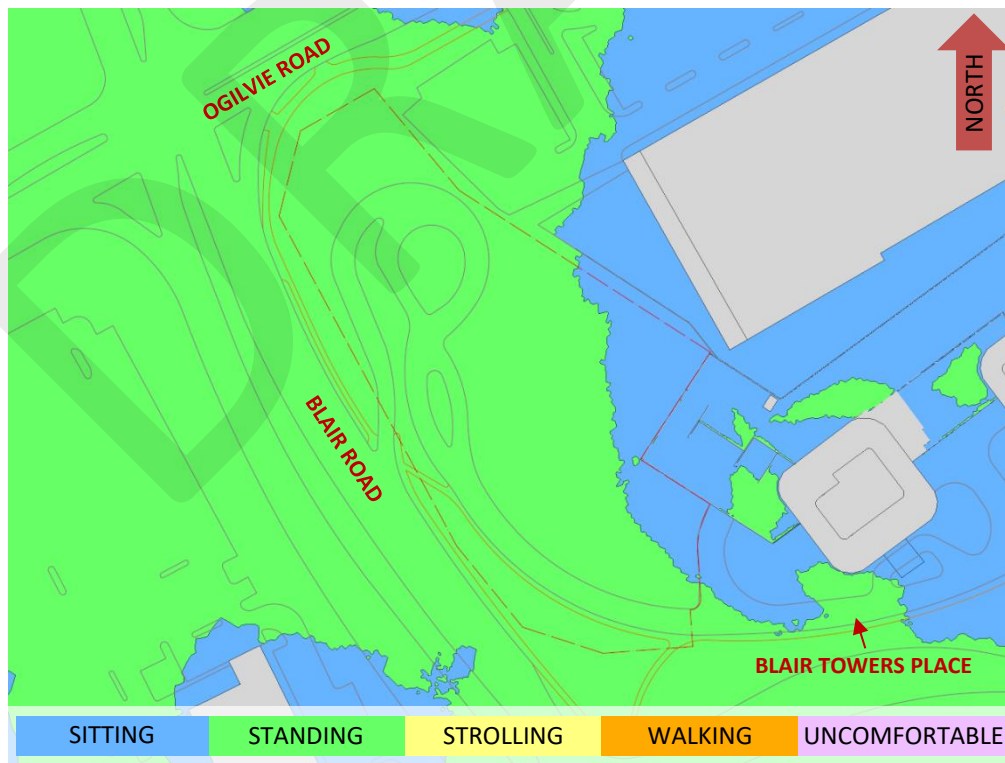 OGILVIE ROAD
NORTH
BLAIR ROAD
BLAIR TOWERS PLACE
SITTING STANDING STROLLING WALKING UNCOMFORTABLE